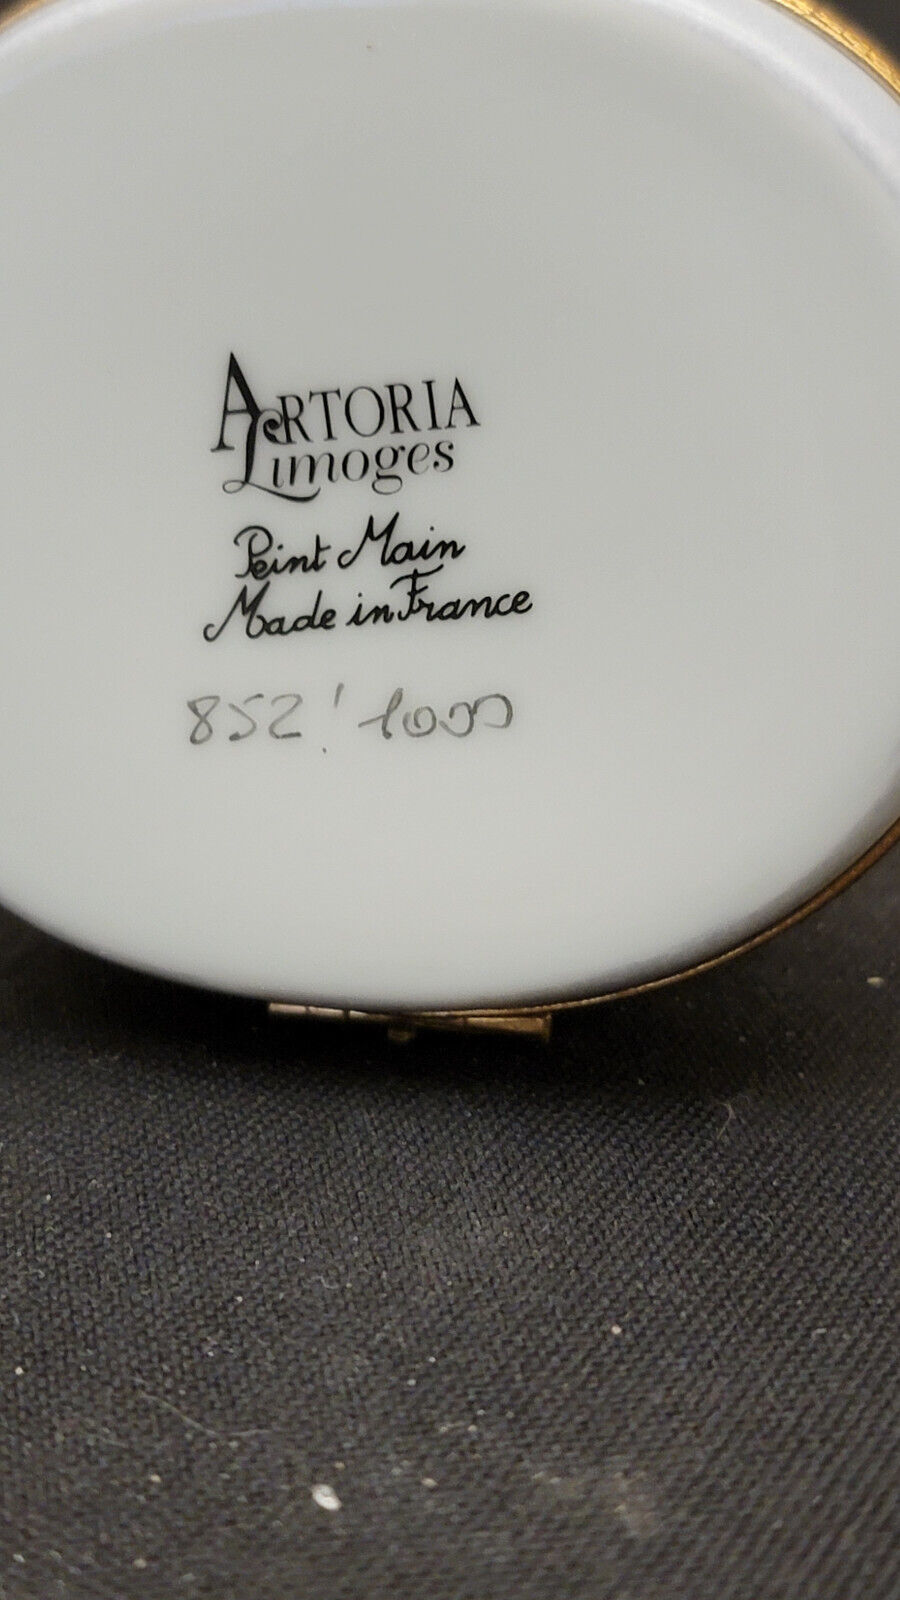 ARTORIA
Limoges
Peint Main
Made in France
852/1000